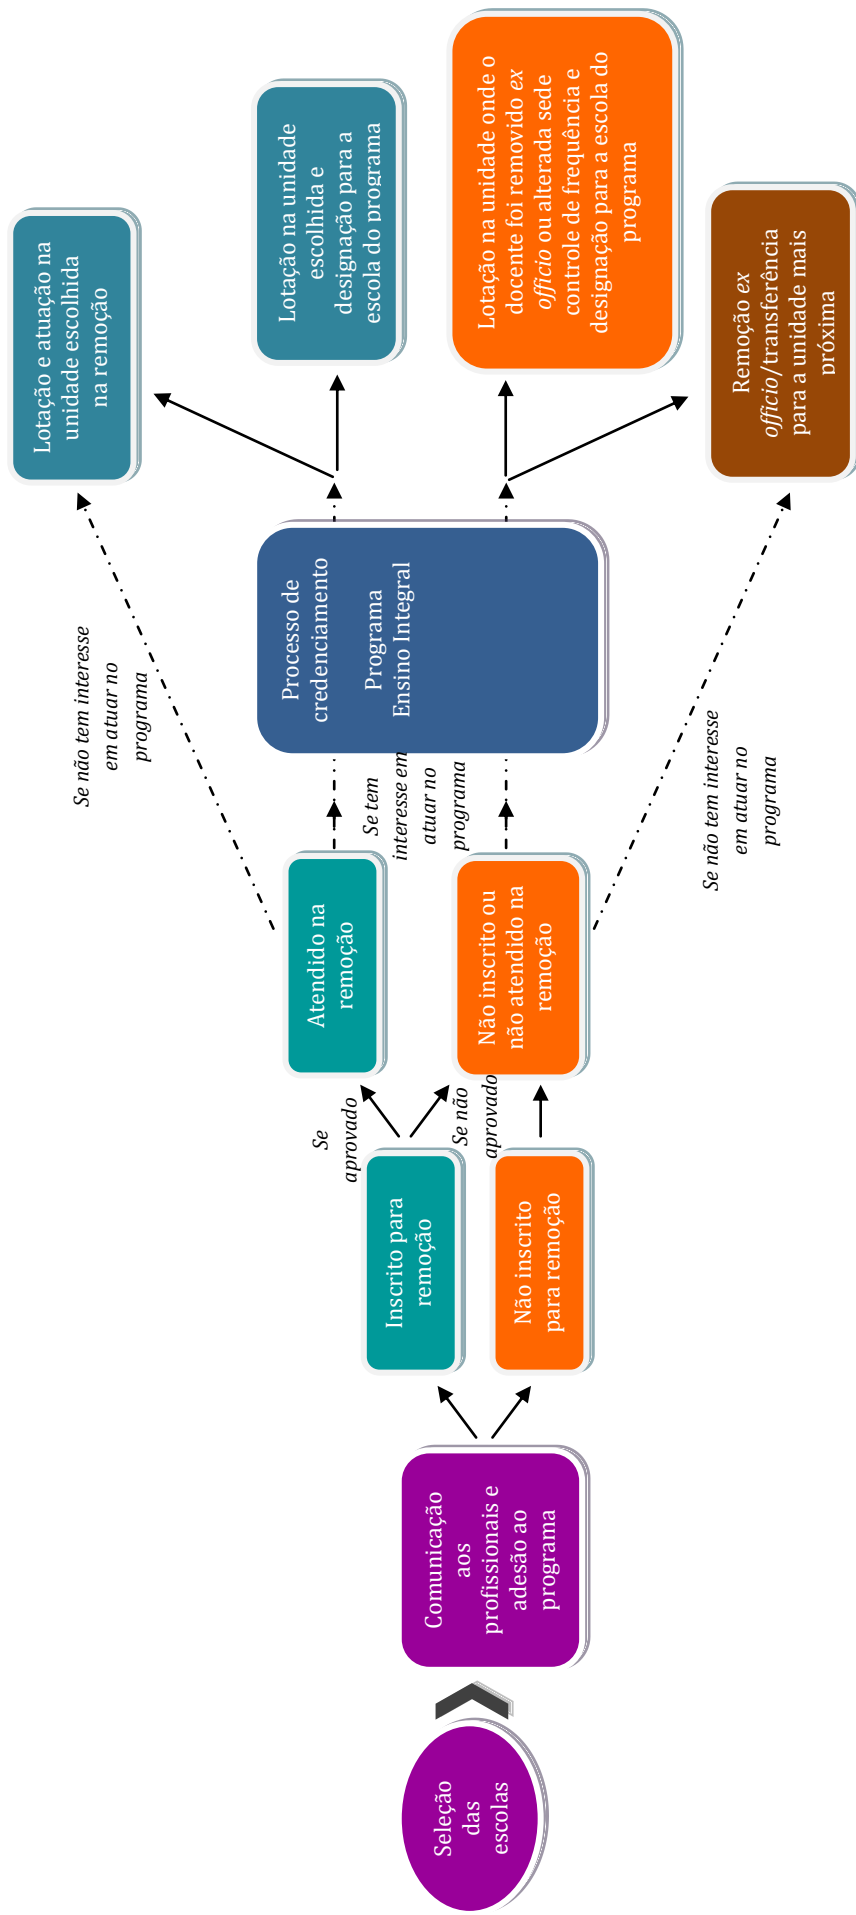 Seleção
das
escolas
Comunicação
aos
profissionais e
adesão ao
programa
Inscrito para
remoção
Não inscrito
para remoção
Se
aprovado
Se não
aprovado
Atendido na
remoção
Não inscrito ou
não atendido na
remoção
Se não tem interesse
em atuar no
programa
Se tem
interesse em
atuar no
programa
Se não tem interesse
em atuar no
programa
Processo de
credenciamento
Programa
Ensino Integral
Lotação e atuação na
unidade escolhida
na remoção
Lotação na unidade
escolhida e
designação para a
escola do programa
Lotação na unidade onde o
docente foi removido ex
officio ou alterada sede
controle de frequência e
designação para a escola do
programa
Remoção ex
officio/transferência
para a unidade mais
próxima